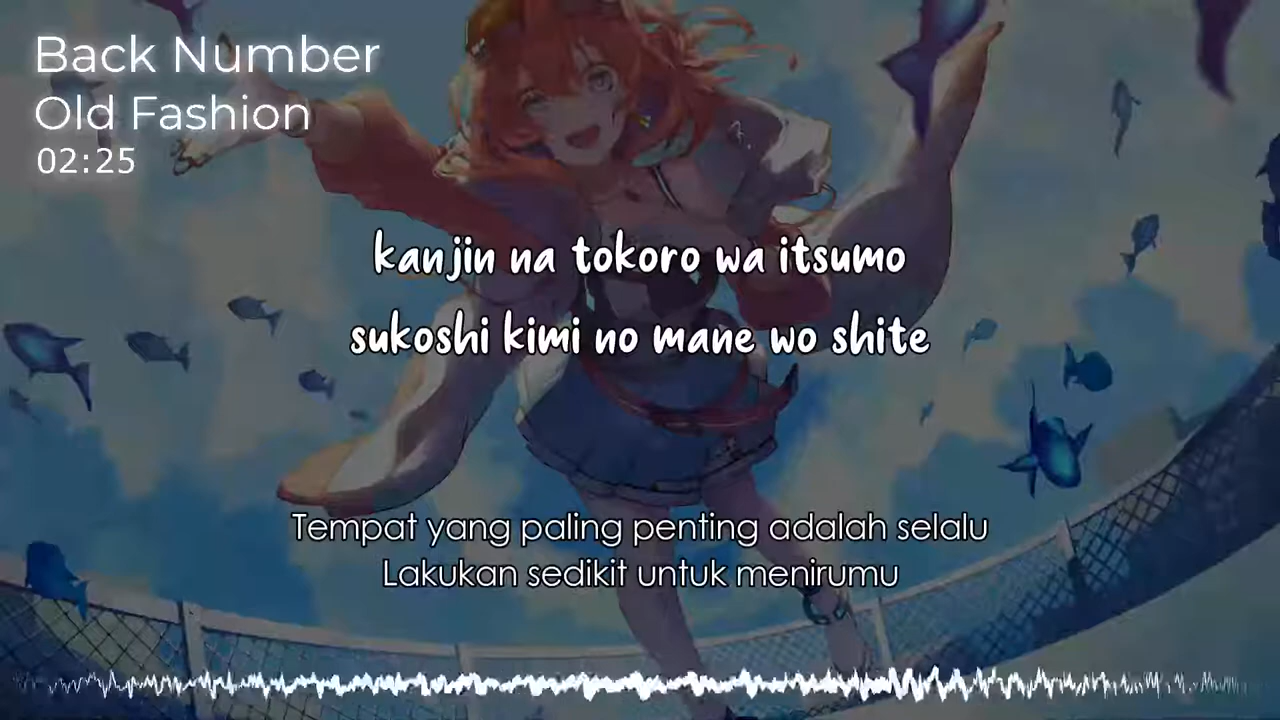 Back Number
Old Fashion
02:25
kanjin na tokoro wa itsumo
sukoshi kimi no mane wo shite
Tempat yang paling penting adalah selalu
Lakukan sedikit untuk menirumu